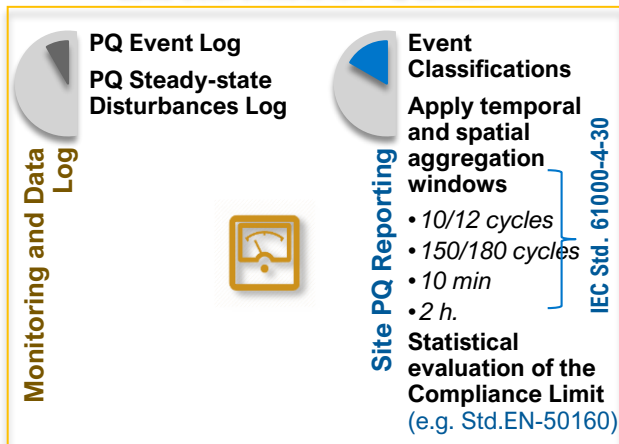 Monitoring and Data
Log
PQ Event Log
PQ Steady-state
Disturbances Log
Site PQ Reporting
Event
Classifications
Apply temporal
and spatial
aggregation
windows
• 10/12 cycles
• 150/180 cycles
• 10 min
• 2 h.
IEC Std. 61000-4-30
Statistical
evaluation of the
Compliance Limit
(e.g. Std.EN-50160)